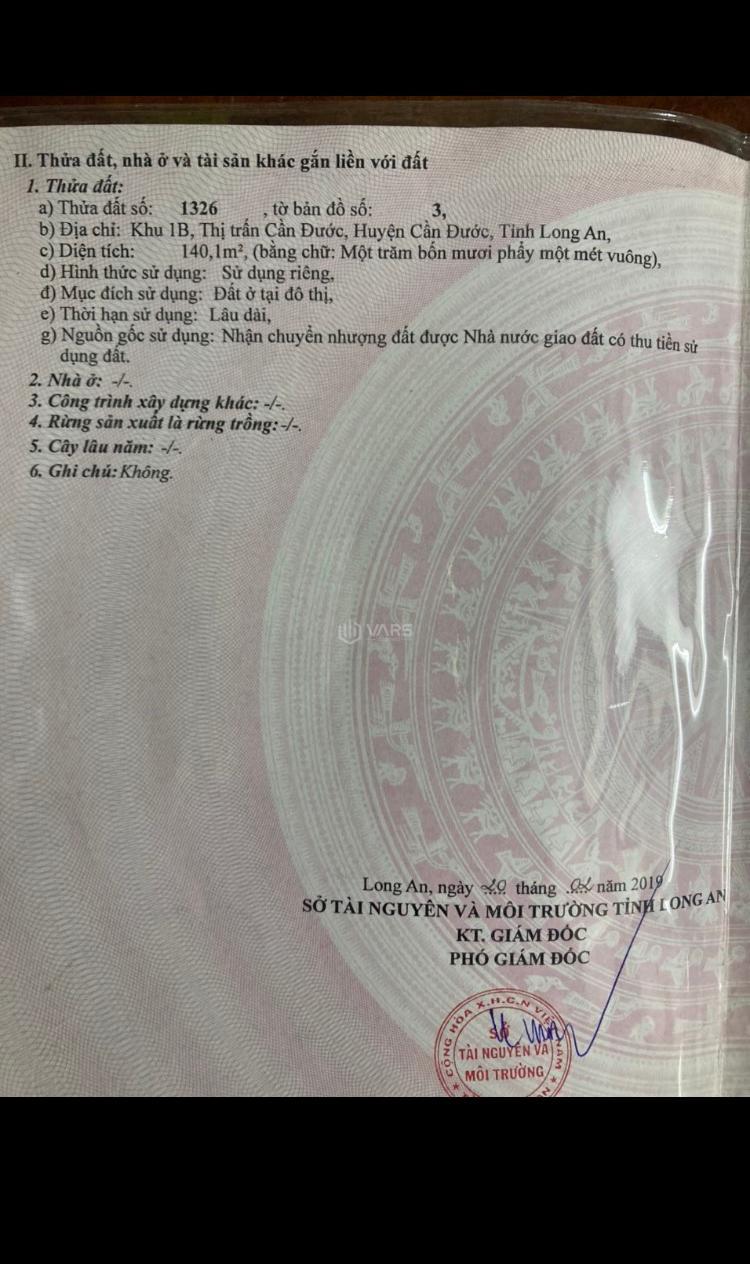 II. Thửa đất, nhà ở và tài sản khác gắn liền với đất
1. Thửa đất:
a) Thửa đất số: 1326 , tờ bản đồ số: 3,
b) Địa chỉ: Khu 1B, Thị trấn Cần Đước, Huyện Cần Đước, Tỉnh Long An,
c) Diện tích: 140,1m², (bằng chữ: Một trăm bốn mươi phẩy một mét vuông),
d) Hình thức sử dụng: Sử dụng riêng,
đ) Mục đích sử dụng: Đất ở tại đô thị,
e) Thời hạn sử dụng: Lâu dài,
g) Nguồn gốc sử dụng: Nhận chuyển nhượng đất được Nhà nước giao đất có thu tiền sử
dụng đất.
2. Nhà ở: -/-.
3. Công trình xây dựng khác: -/-.
4. Rừng sản xuất là rừng trồng: -/-.
5. Cây lâu năm: -/-.
6. Ghi chú: Không.
VARS
Long An, ngày tháng năm 2019
SỞ TÀI NGUYÊN VÀ MÔI TRƯỜNG TỈNH LONG AN
KT. GIÁM ĐỐC
PHÓ GIÁM ĐỐC
CỘNG HÒA X.H.C.N VIỆT NAM
SỞ
TÀI NGUYÊN VÀ
MÔI TRƯỜNG